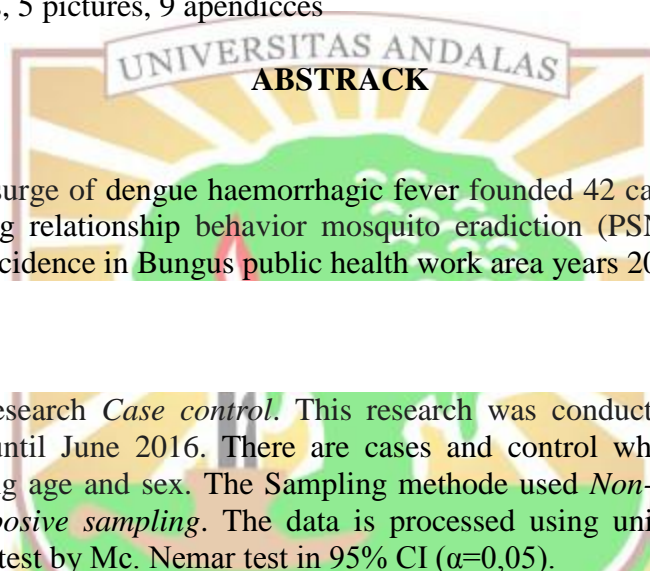 , 5 pictures, 9 apendicces
UNIVERSITAS ANDALAS
ABSTRACK
surge of dengue haemorrhagic fever founded 42 ca
g relationship behavior mosquito eradiction (PSN
cidence in Bungus public health work area years 20
esearch Case control. This research was conduct
until June 2016. There are cases and control wh
g age and sex. The Sampling methode used Non-
posive sampling. The data is processed using uni
test by Mc. Nemar test in 95% CI (α=0,05).